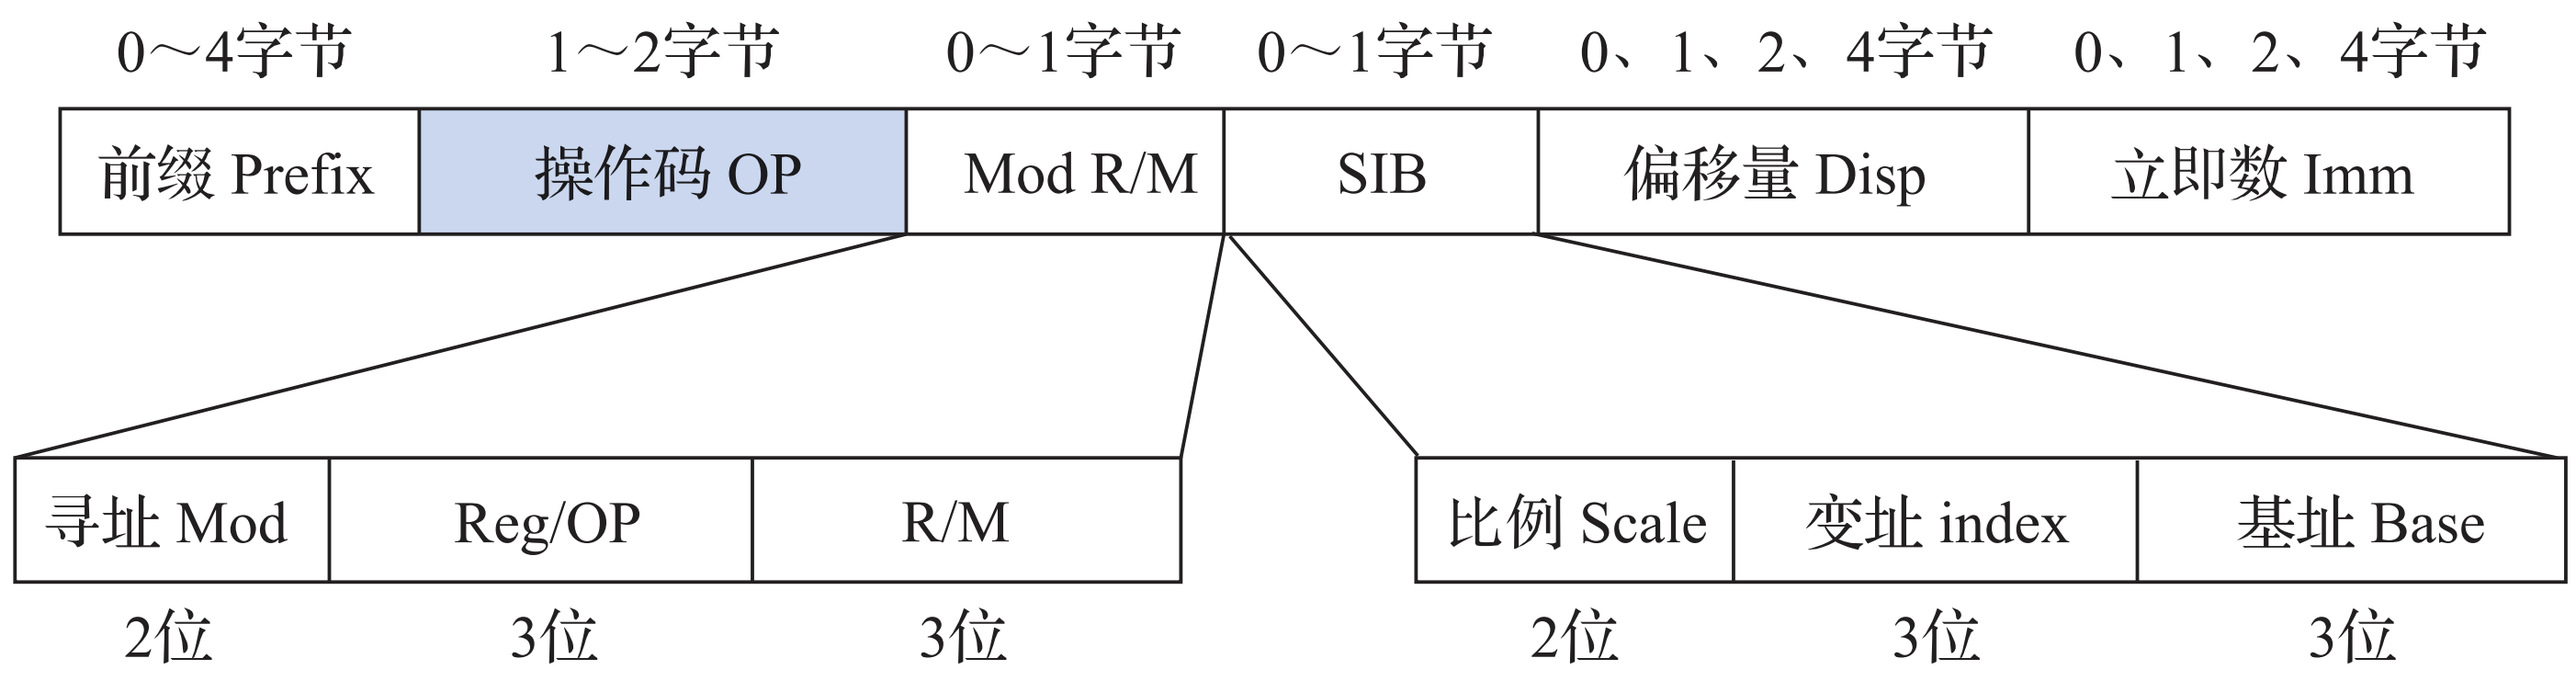 0～4字节 1～2字节 0～1字节 0～1字节 0、1、2、4字节 0、1、2、4字节
前缀 Prefix 操作码 OP Mod R/M SIB 偏移量 Disp 立即数 Imm
寻址 Mod Reg/OP R/M 比例 Scale 变址 index 基址 Base
2位 3位 3位 2位 3位 3位